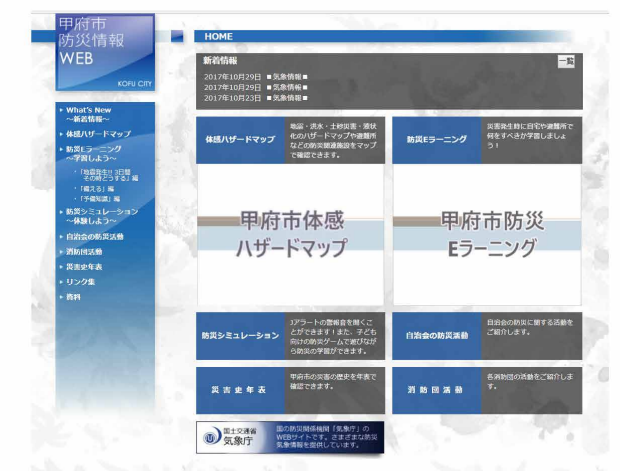 甲府市
防災情報
WEB
KOFU CITY
What's New
～新着情報～
体感ハザードマップ
防災Eラーニング
～学習しよう～
・「地震発生!! 3日間
その時どうする」編
・「備える」編
・「予備知識」編
防災シミュレーション
～体験しよう～
自治会の防災活動
消防団活動
災害史年表
リンク集
資料
HOME
新着情報
一覧
2017年10月29日 ■気象情報■
2017年10月28日 ■気象情報■
2017年10月23日 ■気象情報■
体感ハザードマップ
地震・洪水・土砂災害・液状
化のハザードマップや避難所
などの防災関連施設をマップ
で確認できます。
防災Eラーニング
災害発生時に自宅や避難所で
何をすべきか学習しましょ
う！
甲府市体感
ハザードマップ
甲府市防災
Eラーニング
防災シミュレーション
Jアラートの警報音を聞くこ
とができます！また、子ども
向けの防災ゲームで遊びなが
ら防災の学習ができます。
自治会の防災活動
自治会の防災に関する活動を
ご紹介します。
災害史年表
甲府市の災害の歴史を年表で
確認できます。
消防団活動
各消防団の活動をご紹介しま
す。
国土交通省
気象庁
国の防災関係機関「気象庁」の
WEBサイトです。さまざまな防災
気象情報を提供しています。